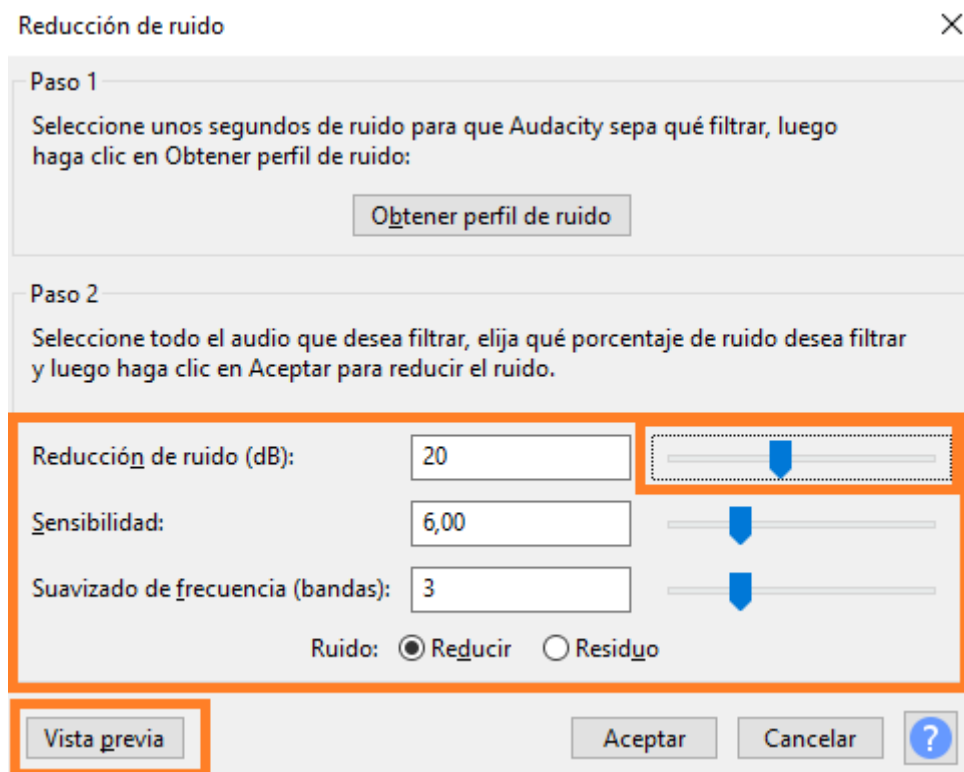 Reducción de ruido
Paso 1
Seleccione unos segundos de ruido para que Audacity sepa qué filtrar, luego
haga clic en Obtener perfil de ruido:
Obtener perfil de ruido
Paso 2
Seleccione todo el audio que desea filtrar, elija qué porcentaje de ruido desea filtrar
y luego haga clic en Aceptar para reducir el ruido.
Reducción de ruido (dB): 20
Sensibilidad: 6,00
Suavizado de frecuencia (bandas): 3
Ruido: Reducir Residuo
Vista previa Aceptar Cancelar ?